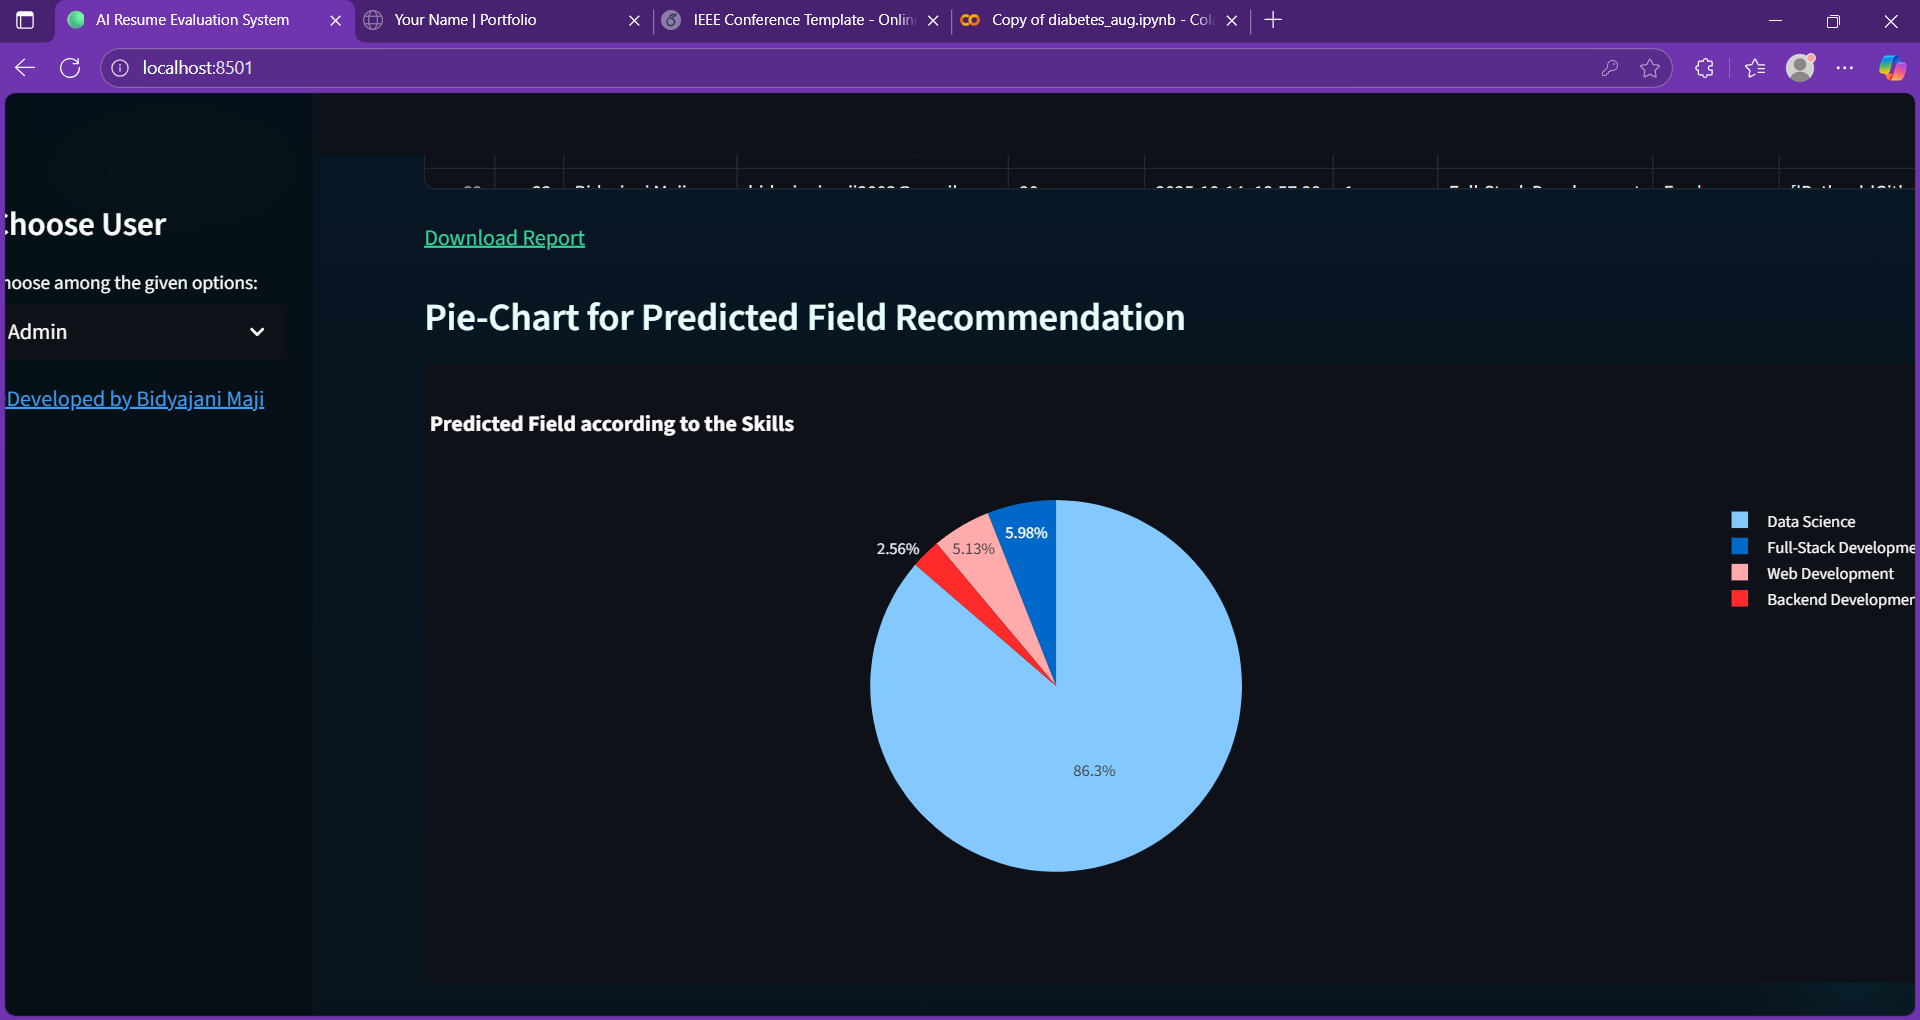 AI Resume Evaluation System
Your Name | Portfolio
IEEE Conference Template - Onlin
Copy of diabetes_aug.ipynb - Col
localhost:8501
hoose User
hoose among the given options:
Admin
Developed by Bidyajani Maji
Download Report
Pie-Chart for Predicted Field Recommendation
Predicted Field according to the Skills
5.98%
2.56%
5.13%
86.3%
Data Science
Full-Stack Developme
Web Development
Backend Developmen